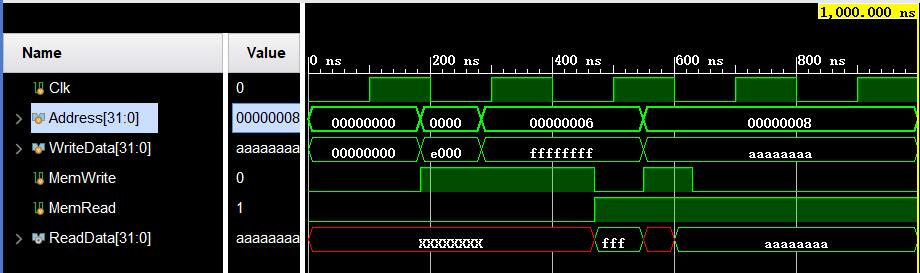 1,000.000 ns
Name Value 0 ns 200 ns 400 ns 600 ns 800 ns
Clk 0
Address[31:0] 00000008 00000000 0000 00000006 00000008
WriteData[31:0] aaaaaaaa 00000000 e000 ffffffff aaaaaaaa
MemWrite 0
MemRead 1
ReadData[31:0] aaaaaaaa XXXXXXXX fff aaaaaaaa